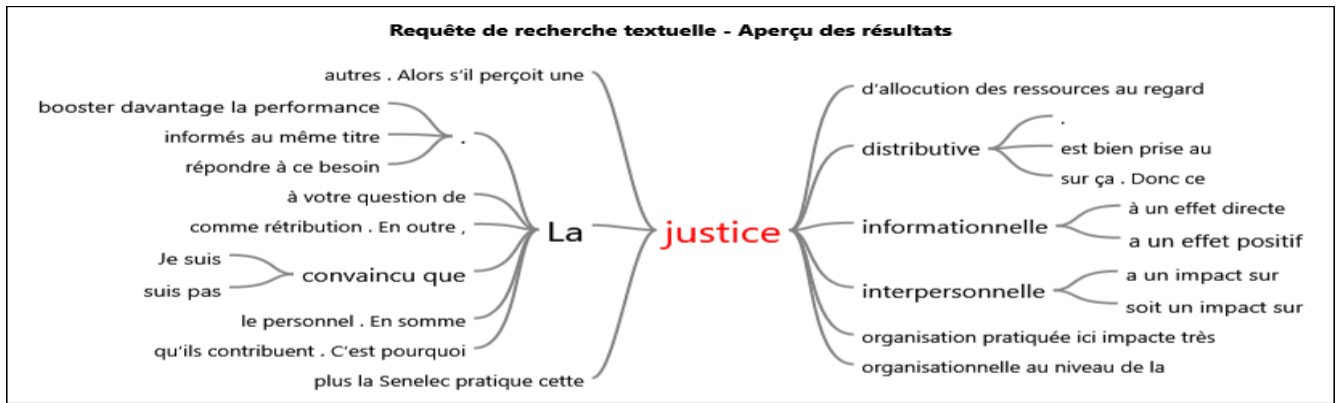 Requête de recherche textuelle - Aperçu des résultats
autres . Alors s'il perçoit une
booster davantage la performance
informés au même titre
répondre à ce besoin
.
à votre question de
comme rétribution . En outre ,
Je suis
suis pas
convaincu que
le personnel . En somme
qu'ils contribuent . C'est pourquoi
La
plus la Senelec pratique cette
justice
d'allocution des ressources au regard
distributive
.
est bien prise au
sur ça . Donc ce
informationnelle
à un effet directe
a un effet positif
interpersonnelle
a un impact sur
soit un impact sur
organisation pratiquée ici impacte très
organisationnelle au niveau de la